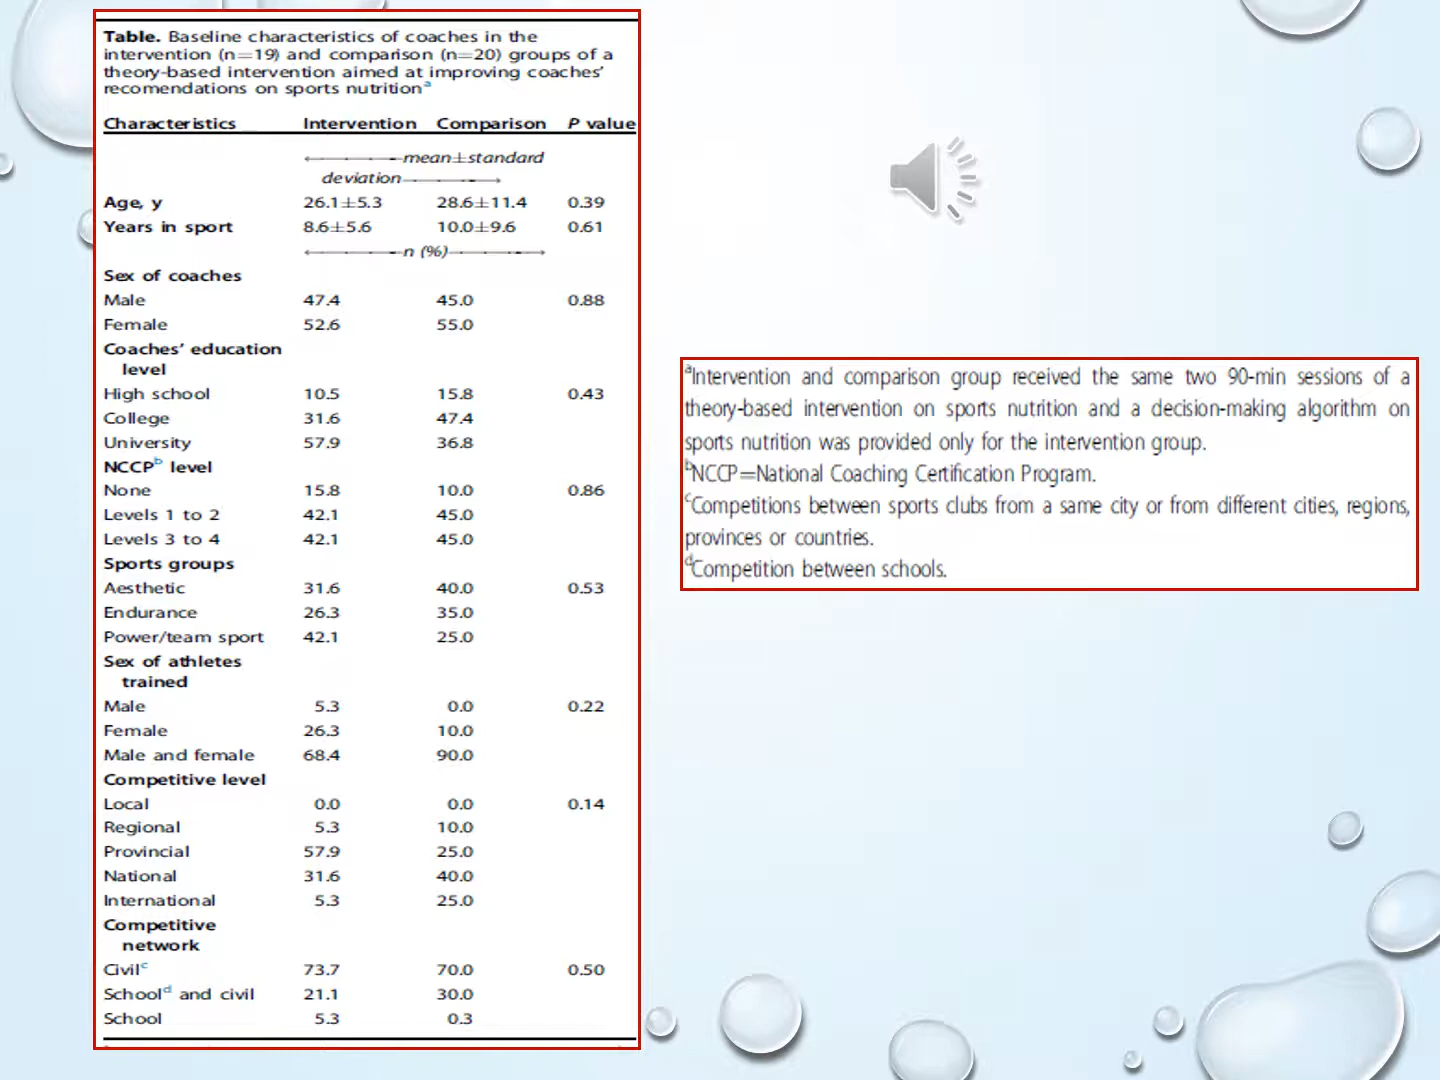 Table. Baseline characteristics of coaches in the
intervention (n=19) and comparison (n=20) groups of a
theory-based intervention aimed at improving coaches'
recomendations on sports nutrition a
Characteristics Intervention Comparison P value
mean±standard
deviation
Age, y 26.1±5.3 28.6±11.4 0.39
Years in sport 8.6±5.6 10.0±9.6 0.61
n (%)
Sex of coaches
Male 47.4 45.0 0.88
Female 52.6 55.0
Coaches' education
level
High school 10.5 15.8 0.43
College 31.6 47.4
University 57.9 36.8
NCCP b level
None 15.8 10.0 0.86
Levels 1 to 2 42.1 45.0
Levels 3 to 4 42.1 45.0
Sports groups
Aesthetic 31.6 40.0 0.53
Endurance 26.3 35.0
Power/team sport 42.1 25.0
Sex of athletes
trained
Male 5.3 0.0 0.22
Female 26.3 10.0
Male and female 68.4 90.0
Competitive level
Local 0.0 0.0 0.14
Regional 5.3 10.0
Provincial 57.9 25.0
National 31.6 40.0
International 5.3 25.0
Competitive
network
Civil c 73.7 70.0 0.50
School d and civil 21.1 30.0
School 5.3 0.3
a Intervention and comparison group received the same two 90-min sessions of a
theory-based intervention on sports nutrition and a decision-making algorithm on
sports nutrition was provided only for the intervention group.
b NCCP=National Coaching Certification Program.
c Competitions between sports clubs from a same city or from different cities, regions,
provinces or countries.
d Competition between schools.